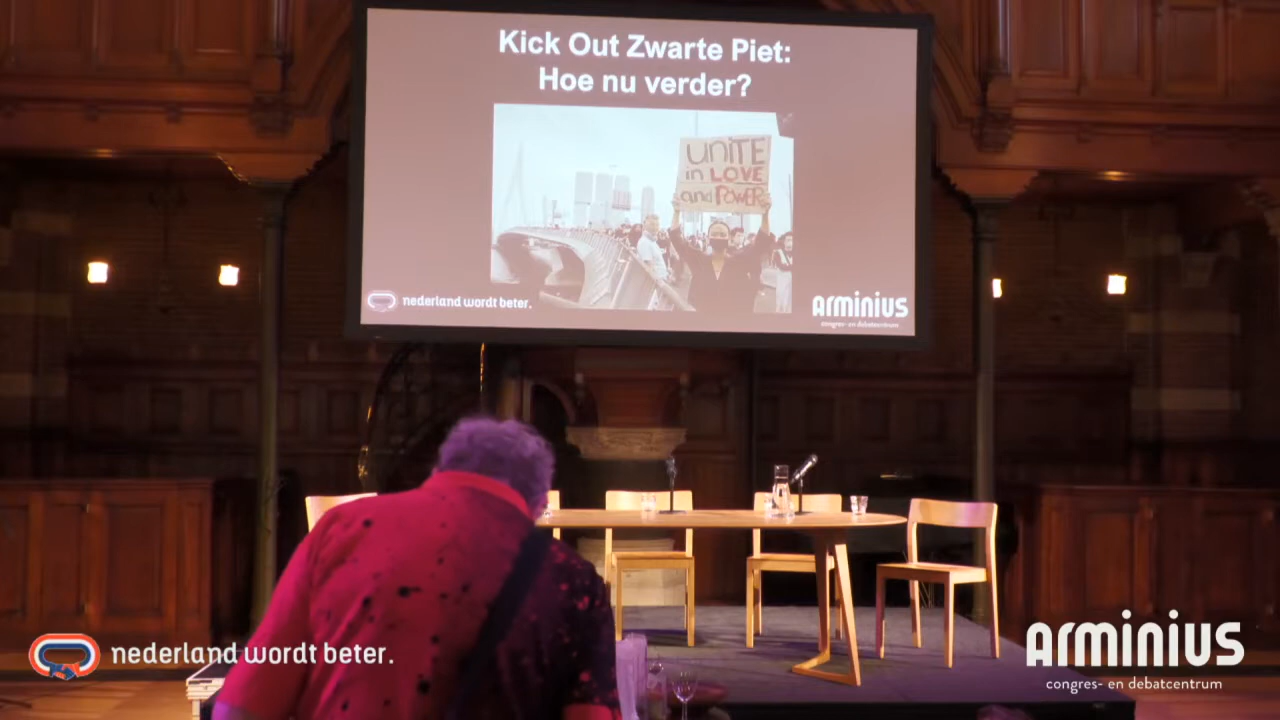 Kick Out Zwarte Piet:
Hoe nu verder?
UNITE
in LOVE
and POWER
nederland wordt beter.
arminius
congres- en debatcentrum
nederland wordt beter.
arminius
congres- en debatcentrum